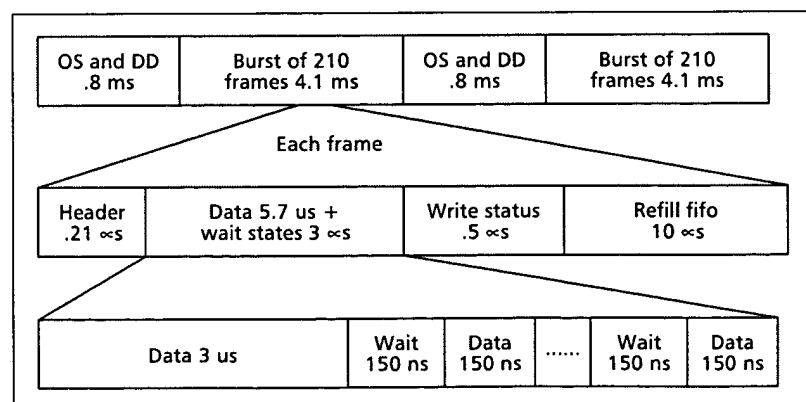 OS and DD
.8 ms
Burst of 210
frames 4.1 ms
OS and DD
.8 ms
Burst of 210
frames 4.1 ms
Each frame
Header
.21 ∝s
Data 5.7 us +
wait states 3 ∝s
Write status
.5 ∝s
Refill fifo
10 ∝s
Data 3 us
Wait
150 ns
Data
150 ns
......
Wait
150 ns
Data
150 ns